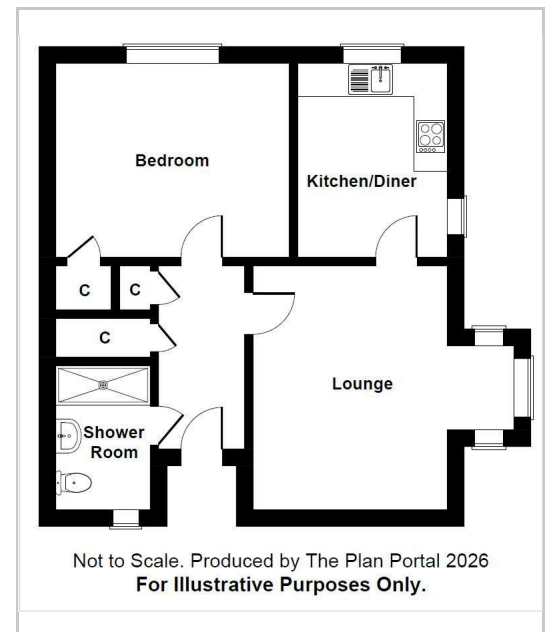 Bedroom
Kitchen/Diner
C
C
C
Lounge
Shower
Room
Not to Scale. Produced by The Plan Portal 2026
For Illustrative Purposes Only.